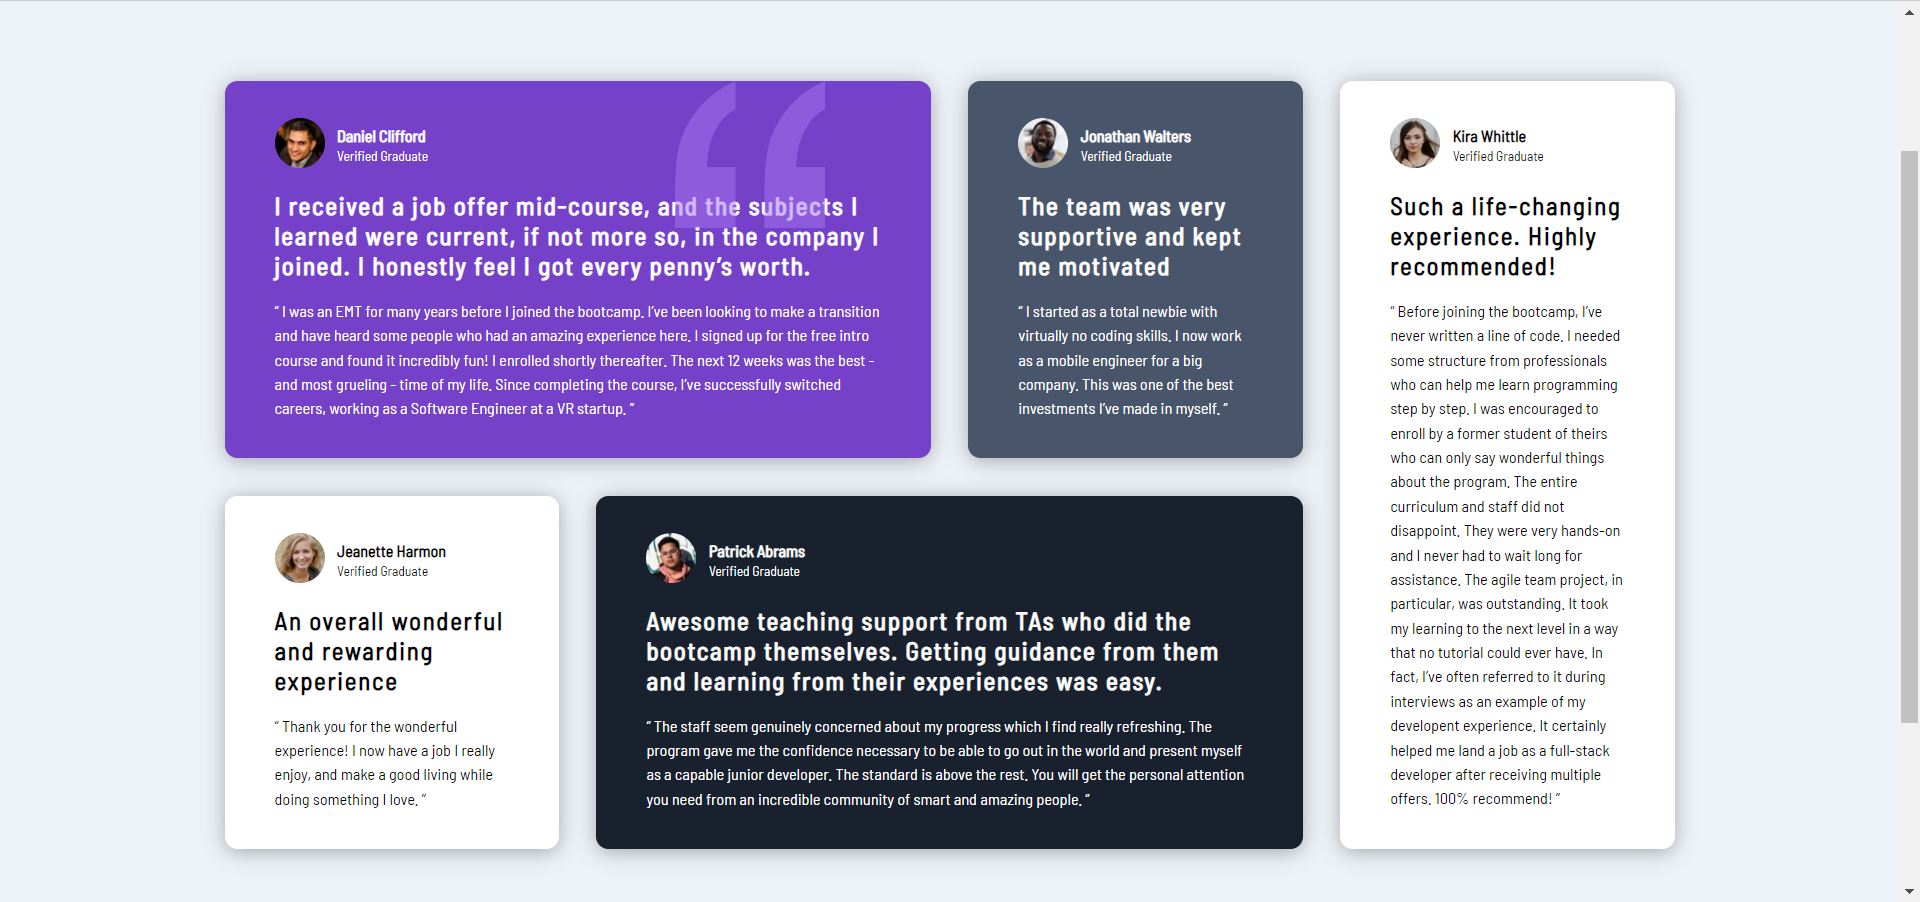 Daniel Clifford
Verified Graduate
I received a job offer mid-course, and the subjects I
learned were current, if not more so, in the company I
joined. I honestly feel I got every penny’s worth.
“ I was an EMT for many years before I joined the bootcamp. I’ve been looking to make a transition
and have heard some people who had an amazing experience here. I signed up for the free intro
course and found it incredibly fun! I enrolled shortly thereafter. The next 12 weeks was the best -
and most grueling - time of my life. Since completing the course, I’ve successfully switched
careers, working as a Software Engineer at a VR startup. ”
Jonathan Walters
Verified Graduate
The team was very
supportive and kept
me motivated
“ I started as a total newbie with
virtually no coding skills. I now work
as a mobile engineer for a big
company. This was one of the best
investments I’ve made in myself. ”
Kira Whittle
Verified Graduate
Such a life-changing
experience. Highly
recommended!
“ Before joining the bootcamp, I’ve
never written a line of code. I needed
some structure from professionals
who can help me learn programming
step by step. I was encouraged to
enroll by a former student of theirs
who can only say wonderful things
about the program. The entire
curriculum and staff did not
disappoint. They were very hands-on
and I never had to wait long for
assistance. The agile team project, in
particular, was outstanding. It took
my learning to the next level in a way
that no tutorial could ever have. In
fact, I’ve often referred to it during
interviews as an example of my
developent experience. It certainly
helped me land a job as a full-stack
developer after receiving multiple
offers. 100% recommend! ”
Jeanette Harmon
Verified Graduate
An overall wonderful
and rewarding
experience
“ Thank you for the wonderful
experience! I now have a job I really
enjoy, and make a good living while
doing something I love. ”
Patrick Abrams
Verified Graduate
Awesome teaching support from TAs who did the
bootcamp themselves. Getting guidance from them
and learning from their experiences was easy.
“ The staff seem genuinely concerned about my progress which I find really refreshing. The
program gave me the confidence necessary to be able to go out in the world and present myself
as a capable junior developer. The standard is above the rest. You will get the personal attention
you need from an incredible community of smart and amazing people. ”